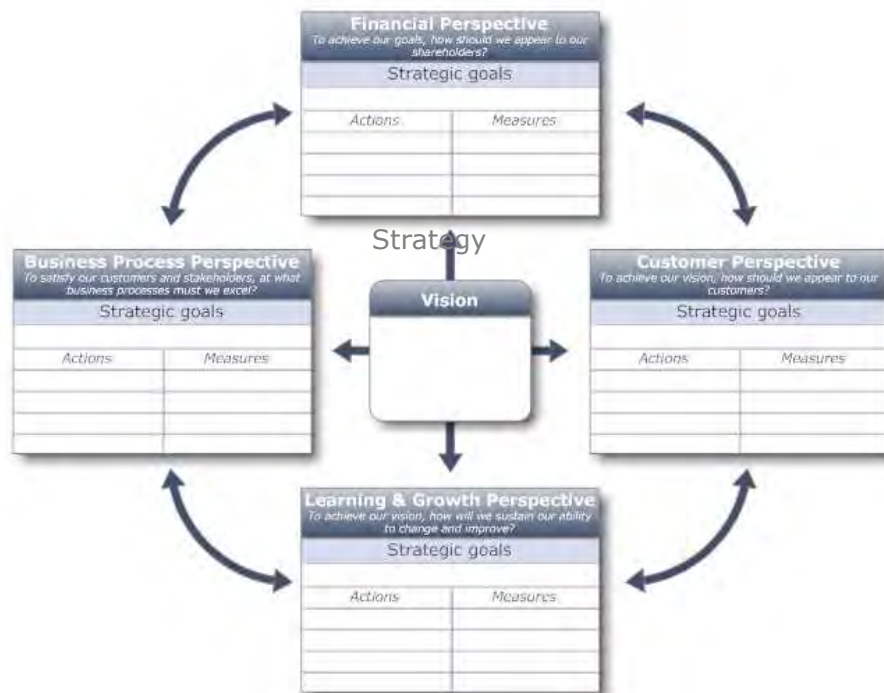 Financial Perspective
To achieve our goals, how should we appear to our
shareholders?
Strategic goals
Actions Measures
Strategy
Business Process Perspective
To satisfy our customers and stakeholders, at what
business processes must we excel?
Strategic goals
Actions Measures
Vision
Customer Perspective
To achieve our vision, how should we appear to our
customers?
Strategic goals
Actions Measures
Learning & Growth Perspective
To achieve our vision, how will we sustain our ability
to change and improve?
Strategic goals
Actions Measures